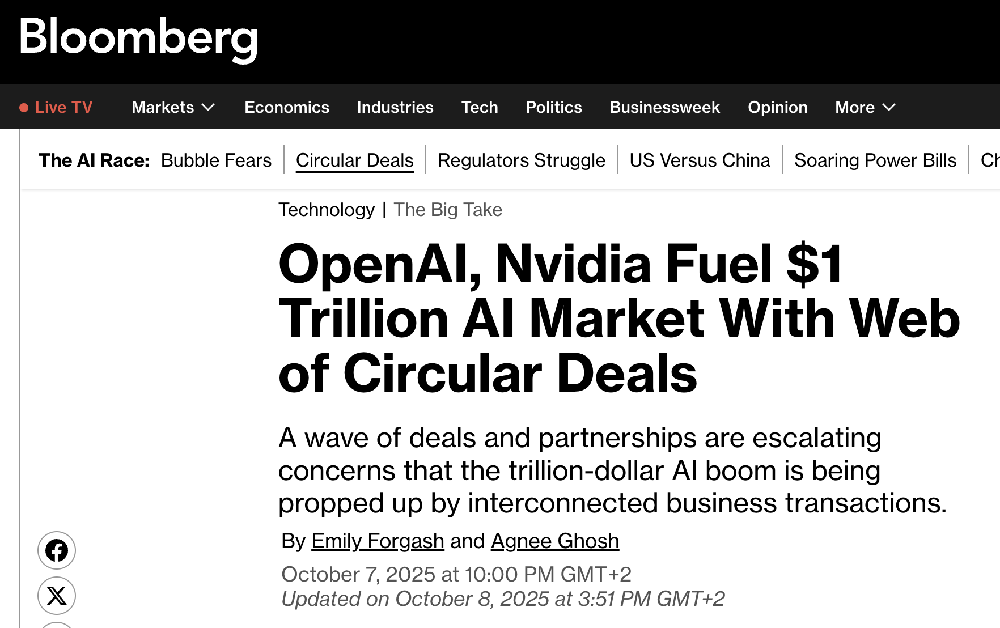 Bloomberg
Live TV Markets Economics Industries Tech Politics Businessweek Opinion More
The AI Race: Bubble Fears Circular Deals Regulators Struggle US Versus China Soaring Power Bills
Technology | The Big Take
OpenAI, Nvidia Fuel $1
Trillion AI Market With Web
of Circular Deals
A wave of deals and partnerships are escalating
concerns that the trillion-dollar AI boom is being
propped up by interconnected business transactions.
By Emily Forgash and Agnee Ghosh
October 7, 2025 at 10:00 PM GMT+2
Updated on October 8, 2025 at 3:51 PM GMT+2